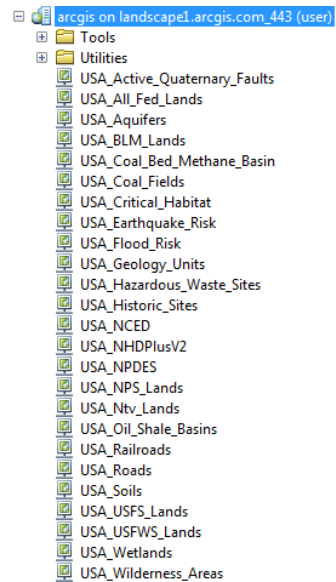 arcgis on landscape1.arcgis.com_443 (user)
Tools
Utilities
USA_Active_Quaternary_Faults
USA_All_Fed_Lands
USA_Aquifers
USA_BLM_Lands
USA_Coal_Bed_Methane_Basin
USA_Coal_Fields
USA_Critical_Habitat
USA_Earthquake_Risk
USA_Flood_Risk
USA_Geology_Units
USA_Hazardous_Waste_Sites
USA_Historic_Sites
USA_NCED
USA_NHDPlusV2
USA_NPDES
USA_NPS_Lands
USA_Ntv_Lands
USA_Oil_Shale_Basins
USA_Railroads
USA_Roads
USA_Soils
USA_USFS_Lands
USA_USFWS_Lands
USA_Wetlands
USA_Wilderness_Areas